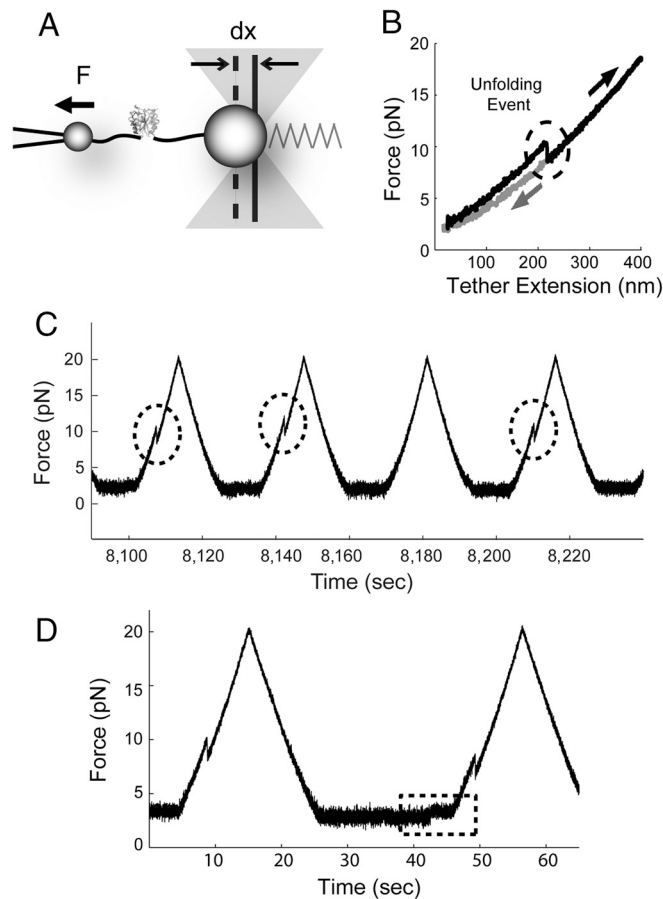 A
F
dx
B
Unfolding
Event
Force (pN)
20
15
10
5
0
100
200
300
400
Tether Extension (nm)
C
Force (pN)
20
15
10
5
0
8,100
8,120
8,140
8,160
8,180
8,200
8,220
Time (sec)
D
Force (pN)
20
15
10
5
0
10
20
30
40
50
60
Time (sec)